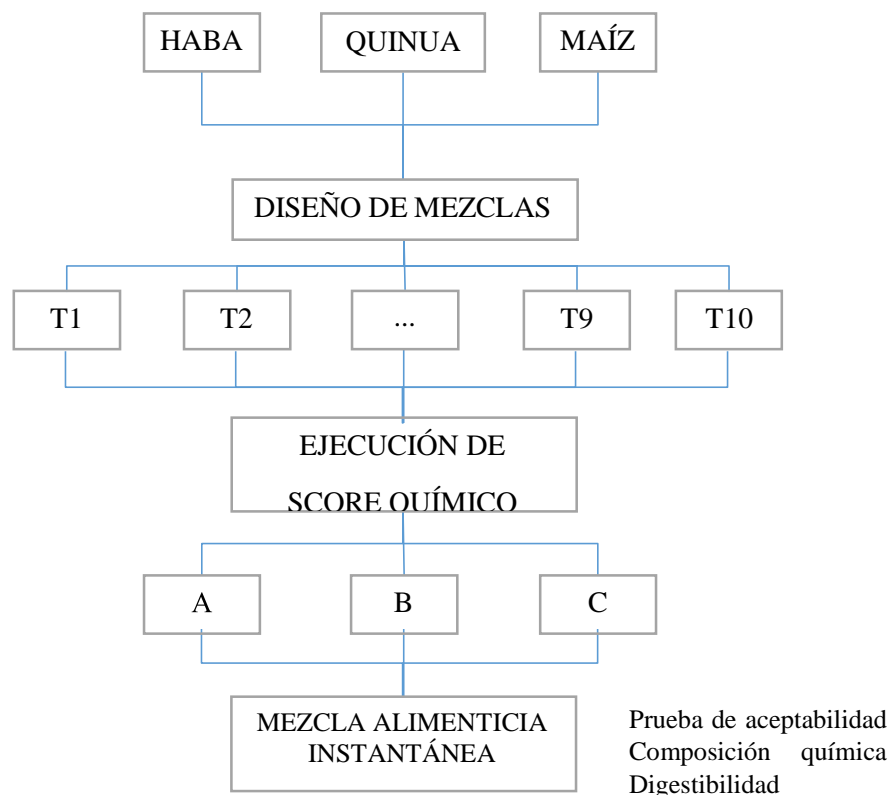 HABA QUINUA MAÍZ
DISEÑO DE MEZCLAS
T1 T2 ... T9 T10
EJECUCIÓN DE
SCORE QUÍMICO
A B C
MEZCLA ALIMENTICIA
INSTANTÁNEA
Prueba de aceptabilidad
Composición química
Digestibilidad